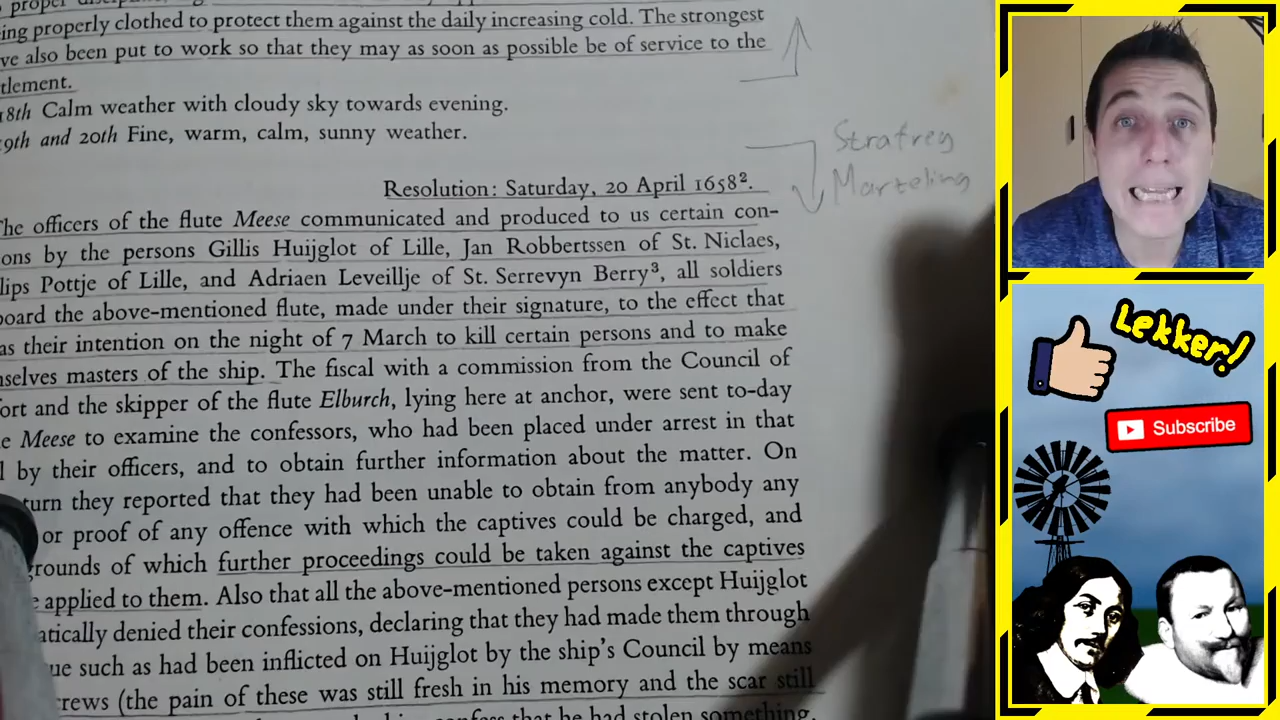 proper
ing properly clothed to protect them against the daily increasing cold. The strongest
ve also been put to work so that they may as soon as possible be of service to the
tlement.
18th Calm weather with cloudy sky towards evening.
19th and 20th Fine, warm, calm, sunny weather.
Strafreg
Marteling
Resolution: Saturday, 20 April 1658².
The officers of the flute Meese communicated and produced to us certain con-
ons by the persons Gillis Huijglot of Lille, Jan Robbertssen of St. Niclaes,
lips Pottje of Lille, and Adriaen Leveillje of St. Serrevyn Berry³, all soldiers
board the above-mentioned flute, made under their signature, to the effect that
as their intention on the night of 7 March to kill certain persons and to make
nselves masters of the ship. The fiscal with a commission from the Council of
ort and the skipper of the flute Elburch, lying here at anchor, were sent to-day
e Meese to examine the confessors, who had been placed under arrest in that
l by their officers, and to obtain further information about the matter. On
turn they reported that they had been unable to obtain from anybody any
or proof of any offence with which the captives could be charged, and
grounds of which further proceedings could be taken against the captives
e applied to them. Also that all the above-mentioned persons except Huijglot
atically denied their confessions, declaring that they had made them through
ue such as had been inflicted on Huijglot by the ship's Council by means
crews (the pain of these was still fresh in his memory and the scar still
confess that he had stolen something,
Lekker!
Subscribe